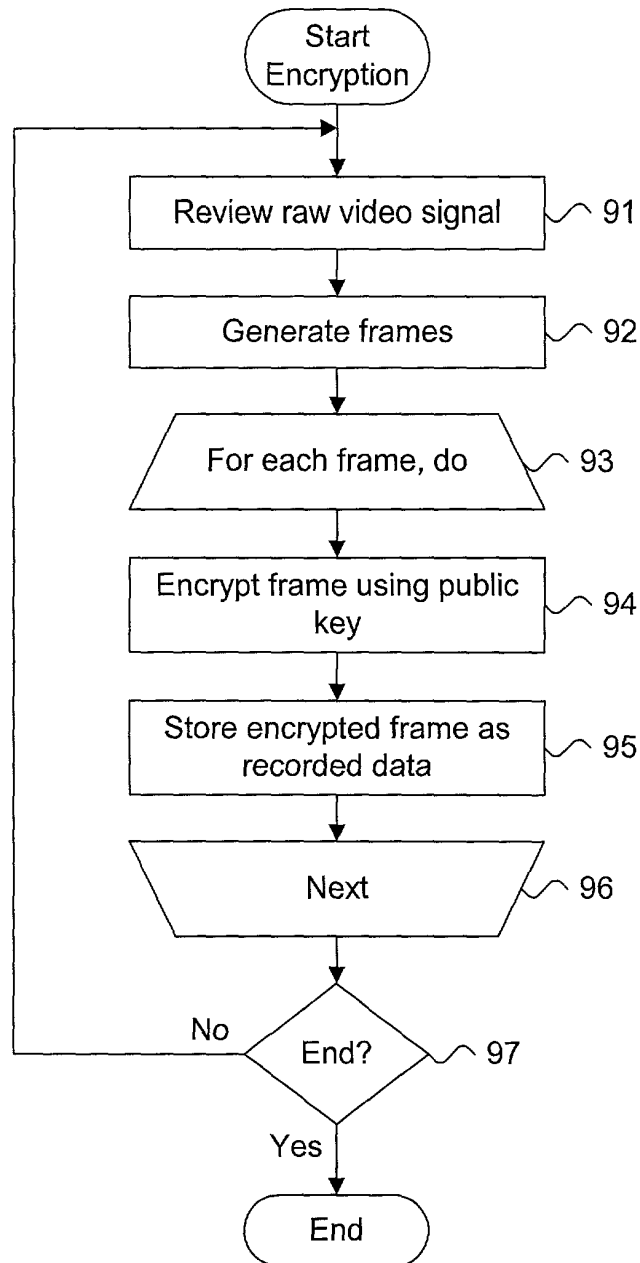 Start
Encryption
Review raw video signal
91
Generate frames
92
For each frame, do
93
Encrypt frame using public
key
94
Store encrypted frame as
recorded data
95
Next
96
No
End?
97
Yes
End